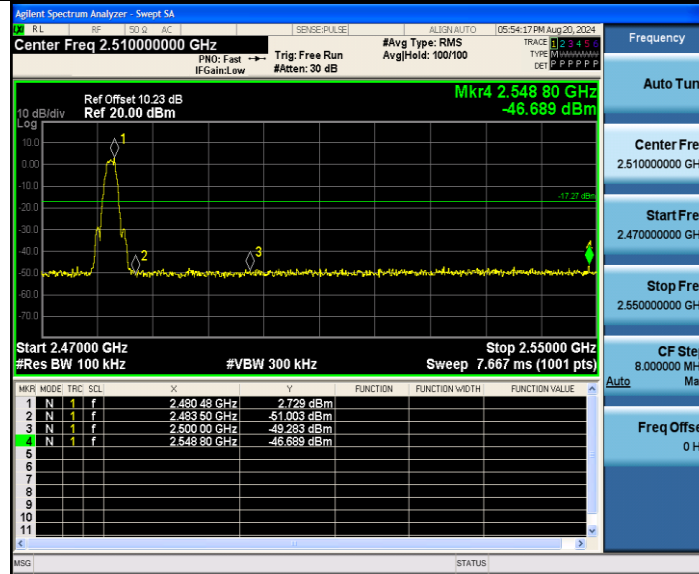 Agilent Spectrum Analyzer - Swept SA
RL RF 50 Ω AC SENSE:PULSE ALIGNAUTO 05:54:17 PM Aug 20, 2024
Center Freq 2.510000000 GHz
#Avg Type: RMS
TRACE 1 2 3 4 5 6
PNO: Fast
Trig: Free Run
Avg|Hold: 100/100
TYPE M WWWWW
IFGain:Low
#Atten: 30 dB
DET P P P P P P
Mkr4 2.548 80 GHz
-46.689 dBm
Ref Offset 10.23 dB
10 dB/div Ref 20.00 dBm
Log
10.0
0.00
-10.0
-20.0
-30.0
-40.0
-50.0
-60.0
-70.0
1
2
3
-17.27 dBm
Start 2.47000 GHz Stop 2.55000 GHz
#Res BW 100 kHz #VBW 300 kHz Sweep 7.667 ms (1001 pts)
MKR MODE TRC SCL X Y FUNCTION FUNCTION WIDTH FUNCTION VALUE
1 N 1 f 2.480 48 GHz 2.729 dBm
2 N 1 f 2.483 50 GHz -51.003 dBm
3 N 1 f 2.500 00 GHz -49.283 dBm
4 N 1 f 2.548 80 GHz -46.689 dBm
5
6
7
8
9
10
11
MSG STATUS
Frequency
Auto Tun
Center Fre
2.510000000 GH
Start Fre
2.470000000 GH
Stop Fre
2.550000000 GH
CF Ste
8.000000 MH
Auto Ma
Freq Offse
0 H